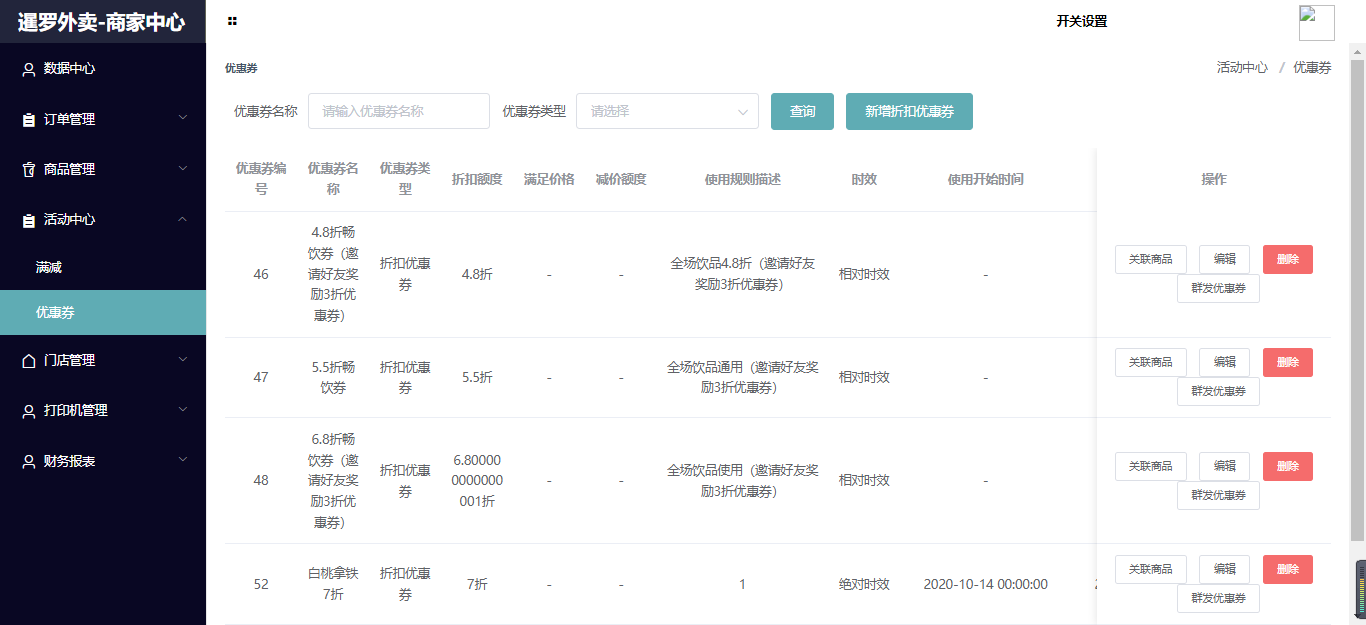 暹罗外卖-商家中心
开关设置
数据中心
订单管理
商品管理
活动中心
满减
优惠券
门店管理
打印机管理
财务报表
优惠券
活动中心 / 优惠券
优惠券名称 请输入优惠券名称 优惠券类型 请选择 查询 新增折扣优惠券
优惠券编号 优惠券名称 优惠券类型 折扣额度 满足价格 减价额度 使用规则描述 时效 使用开始时间 操作
46 4.8折畅饮券（邀请好友奖励3折优惠券） 折扣优惠券 4.8折 - - 全场饮品4.8折（邀请好友奖励3折优惠券） 相对时效 - 关联商品 编辑 删除 群发优惠券
47 5.5折畅饮券 折扣优惠券 5.5折 - - 全场饮品通用（邀请好友奖励3折优惠券） 相对时效 - 关联商品 编辑 删除 群发优惠券
48 6.8折畅饮券（邀请好友奖励3折优惠券） 折扣优惠券 6.800000000000001折 - - 全场饮品使用（邀请好友奖励3折优惠券） 相对时效 - 关联商品 编辑 删除 群发优惠券
52 白桃拿铁7折 折扣优惠券 7折 - - 1 绝对时效 2020-10-14 00:00:00 关联商品 编辑 删除 群发优惠券